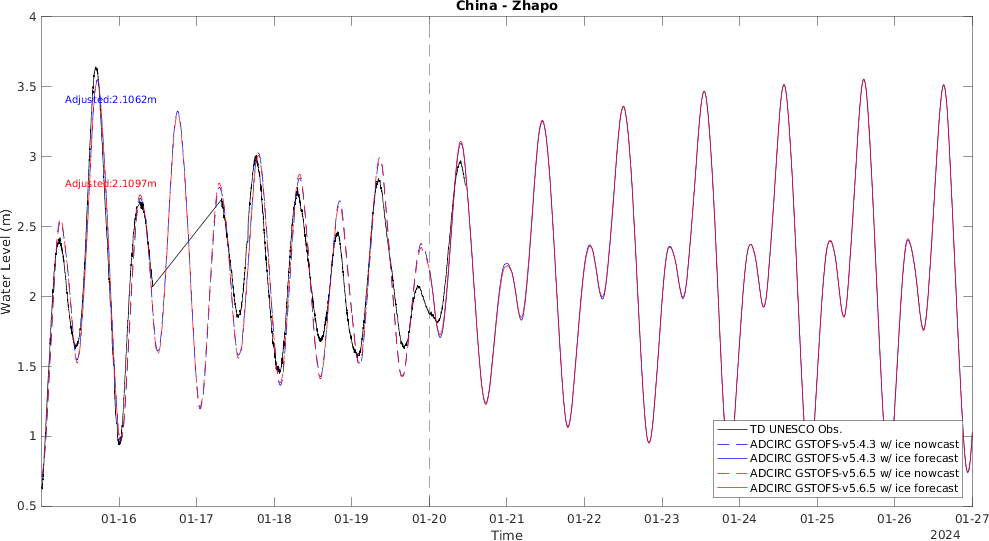 China - Zhapo
4
3.5
3
2.5
2
1.5
1
0.5
Water Level (m)
Adjusted:2.1062m
Adjusted:2.1097m
TD UNESCO Obs.
ADCIRC GSTOFS-v5.4.3 w/ ice nowcast
ADCIRC GSTOFS-v5.4.3 w/ ice forecast
ADCIRC GSTOFS-v5.6.5 w/ ice nowcast
ADCIRC GSTOFS-v5.6.5 w/ ice forecast
01-16 01-17 01-18 01-19 01-20 01-21 01-22 01-23 01-24 01-25 01-26 01-27
Time
2024